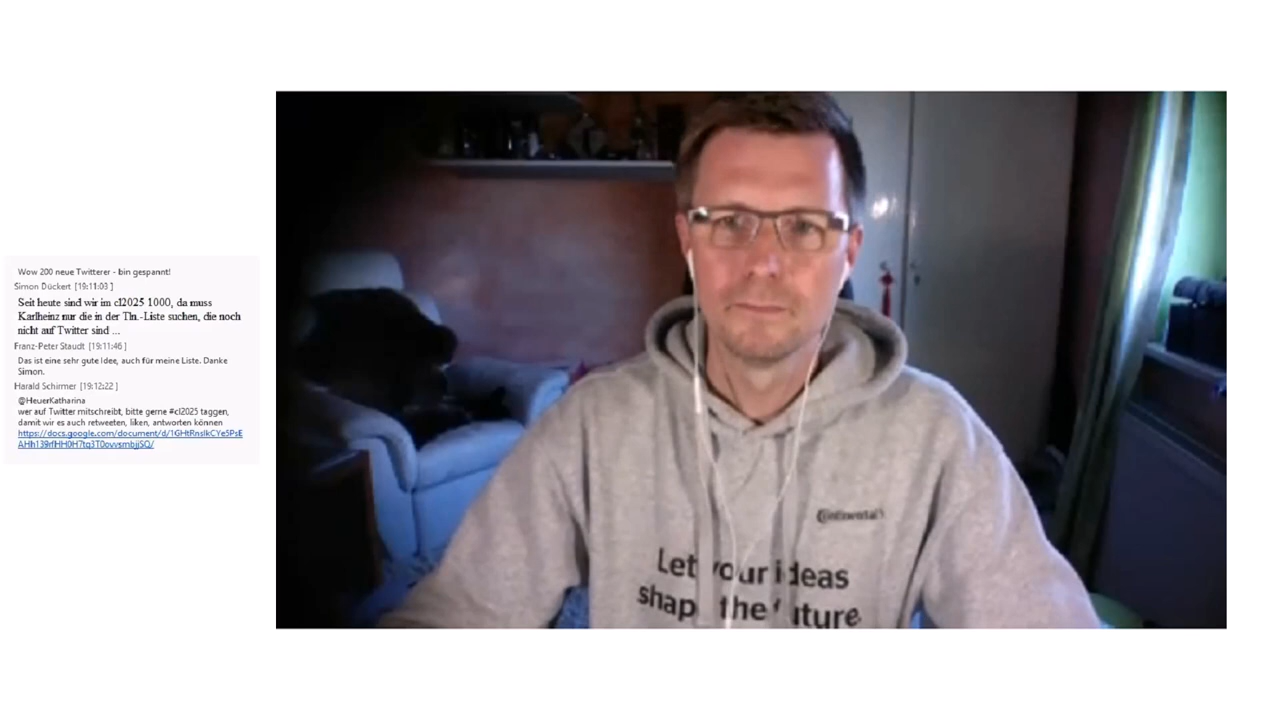 Wow 200 neue Twitterer - bin gespannt!
Simon Dückert [19:11:03 ]
Seit heute sind wir im cl2025 1000, da muss
Karlheinz nur die in der Tln.-Liste suchen, die noch
nicht auf Twitter sind ...
Franz-Peter Staudt [19:11:46 ]
Das ist eine sehr gute Idee, auch für meine Liste. Danke
Simon.
Harald Schirmer [19:12:22 ]
@HeuerKatharina
wer auf Twitter mitschreibt, bitte gerne #cl2025 taggen,
damit wir es auch retweeten, liken, antworten können
Continental
Let your ideas
shape the future